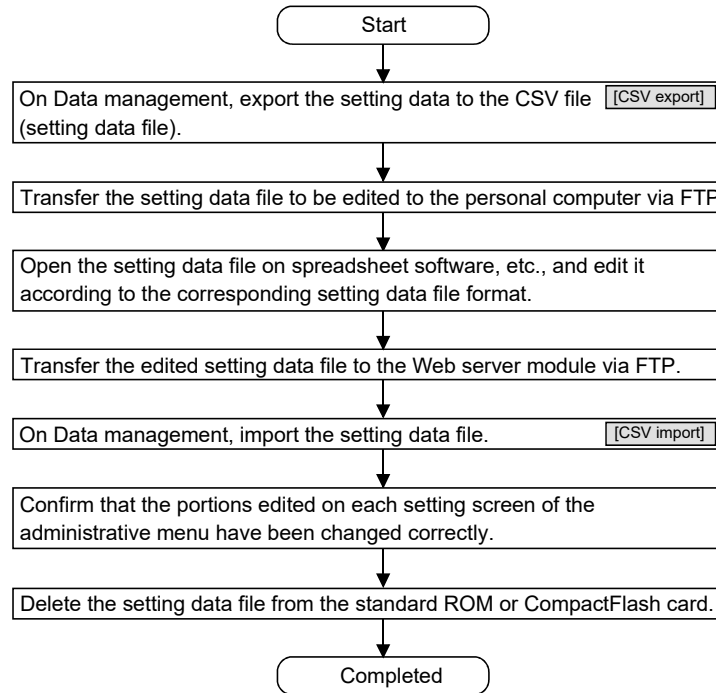 Start
On Data management, export the setting data to the CSV file [CSV export]
(setting data file).
Transfer the setting data file to be edited to the personal computer via FTP
Open the setting data file on spreadsheet software, etc., and edit it
according to the corresponding setting data file format.
Transfer the edited setting data file to the Web server module via FTP.
On Data management, import the setting data file. [CSV import]
Confirm that the portions edited on each setting screen of the
administrative menu have been changed correctly.
Delete the setting data file from the standard ROM or CompactFlash card.
Completed